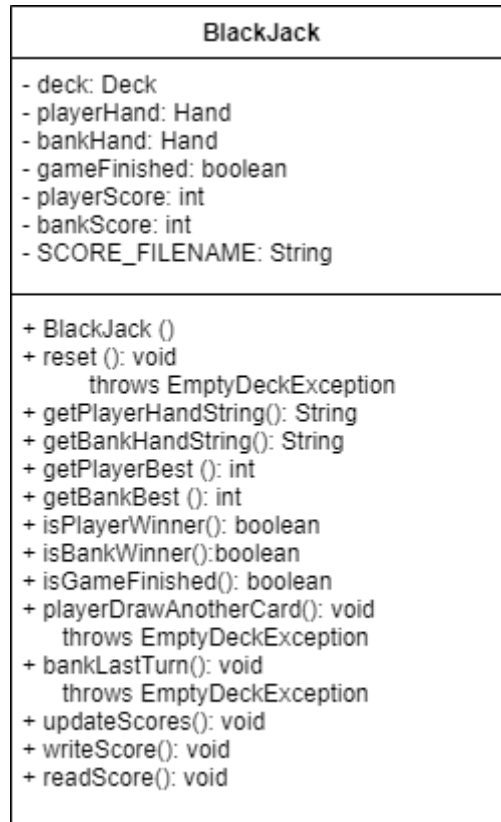 BlackJack
- deck: Deck
- playerHand: Hand
- bankHand: Hand
- gameFinished: boolean
- playerScore: int
- bankScore: int
- SCORE_FILENAME: String
+ BlackJack ()
+ reset (): void
throws EmptyDeckException
+ getPlayerHandString(): String
+ getBankHandString(): String
+ getPlayerBest (): int
+ getBankBest (): int
+ isPlayerWinner(): boolean
+ isBankWinner():boolean
+ isGameFinished(): boolean
+ playerDrawAnotherCard(): void
throws EmptyDeckException
+ bankLastTurn(): void
throws EmptyDeckException
+ updateScores(): void
+ writeScore(): void
+ readScore(): void